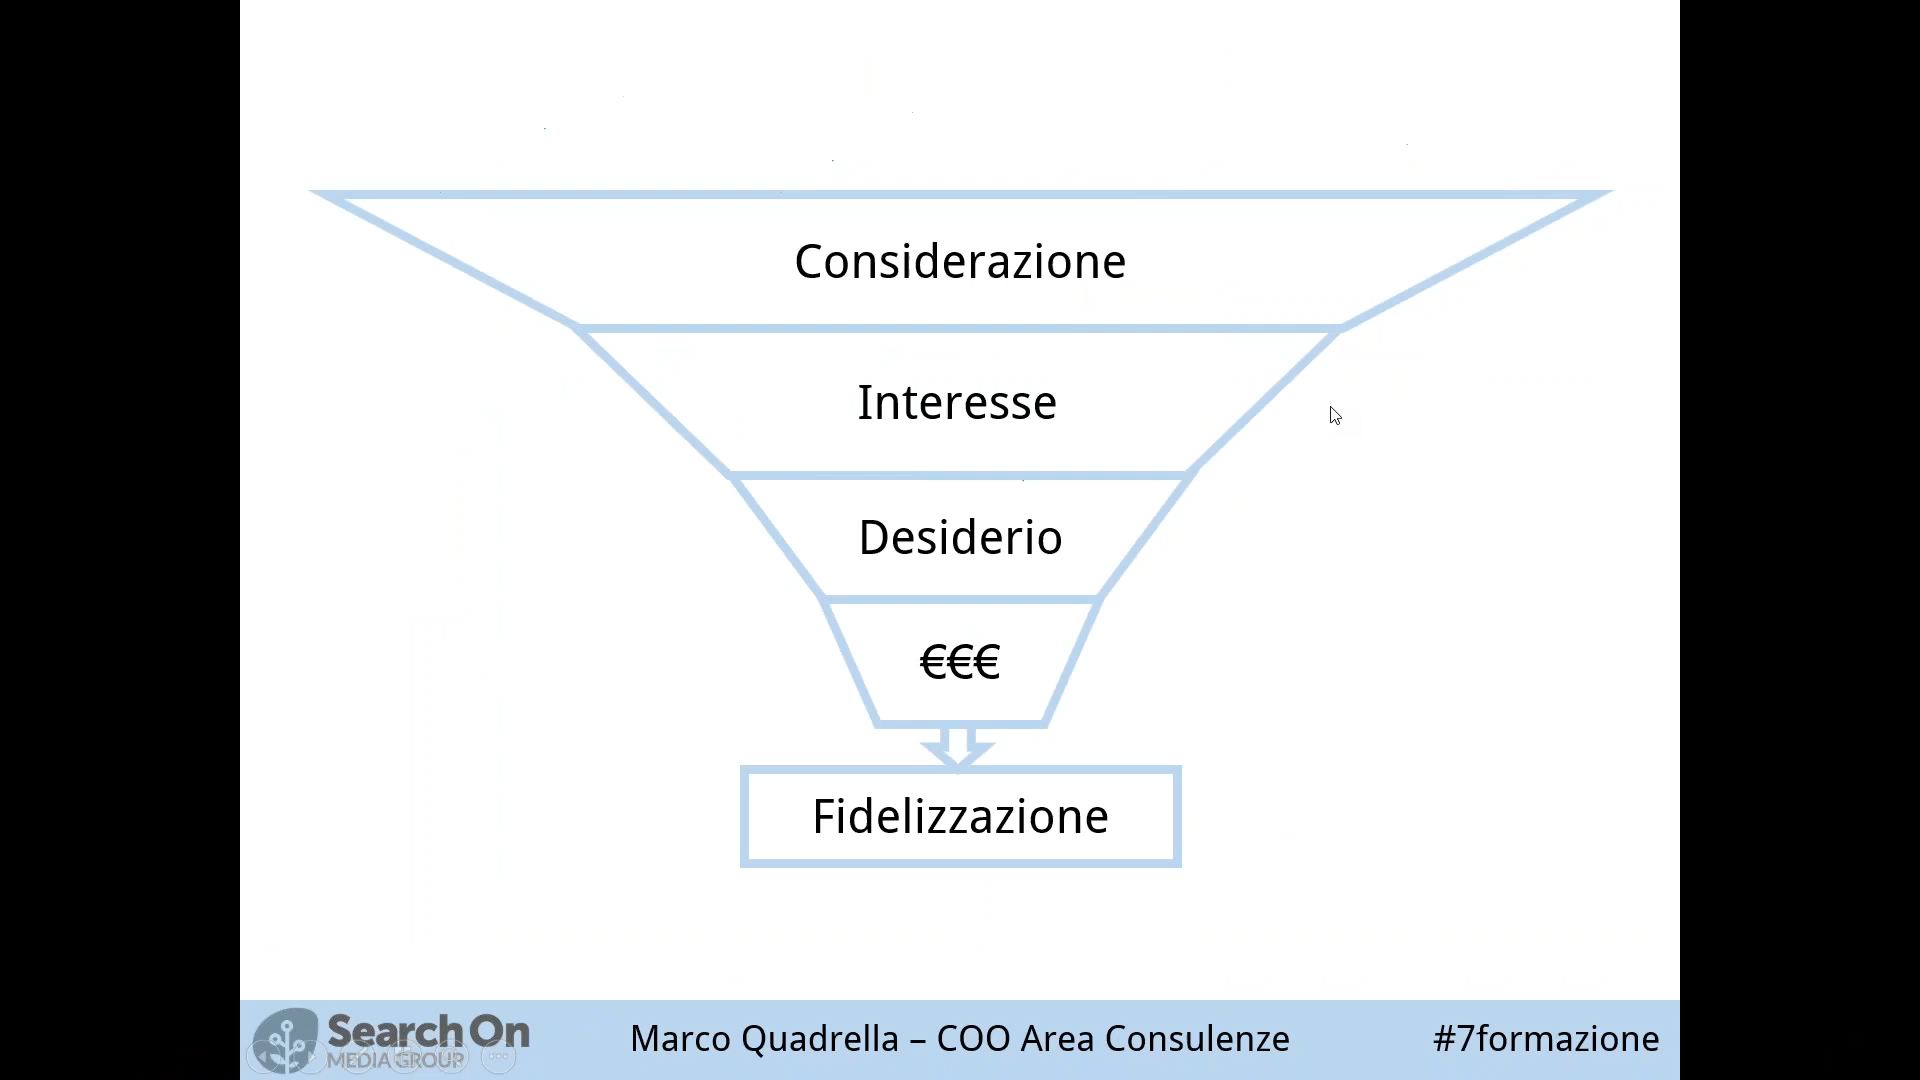 Considerazione
Interesse
Desiderio
€€€
Fidelizzazione
Search On
MEDIA GROUP
Marco Quadrella – COO Area Consulenze
#7formazione